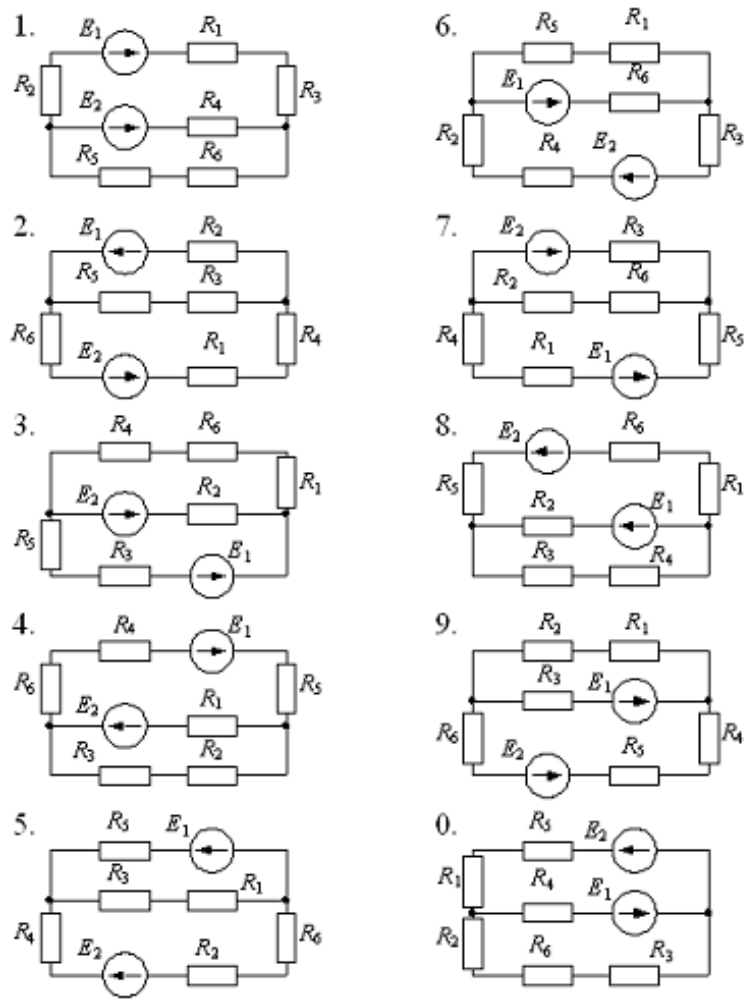 1.
E₁ R₁
R₂ R₃
E₂ R₄
R₅ R₆
2.
E₁ R₂
R₅ R₃
R₆ R₄
E₂ R₁
3.
R₄ R₆
R₁
E₂ R₂
R₅
R₃ E₁
4.
R₄ E₁
R₆ R₅
E₂ R₁
R₃ R₂
5.
R₅ E₁
R₃ R₁
R₄ R₆
E₂ R₂
6.
R₅ R₁
E₁ R₆
R₂ R₃
R₄ E₂
7.
E₂ R₃
R₂ R₆
R₄ R₅
R₁ E₁
8.
E₂ R₆
R₅ R₁
R₂ E₁
R₃ R₄
9.
R₂ R₁
R₃ E₁
R₆ R₄
E₂ R₅
0.
R₅ E₂
R₁
R₄ E₁
R₂
R₆ R₃